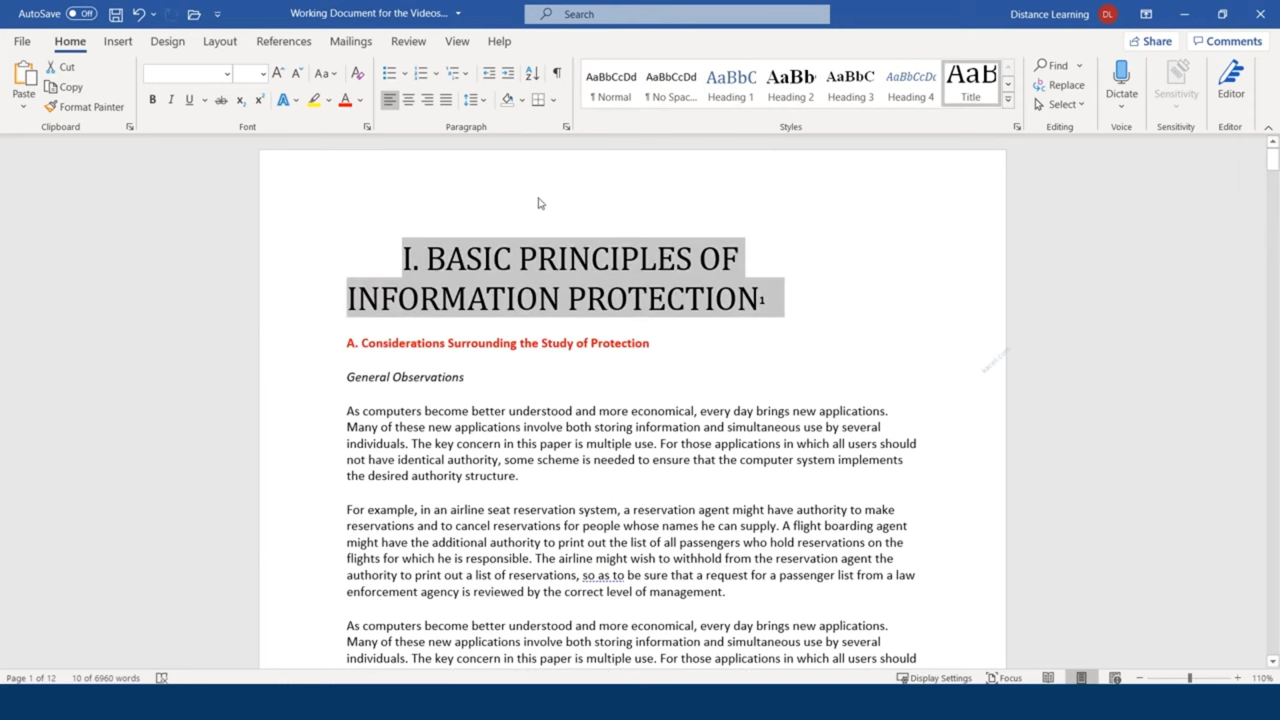 AutoSave Off Working Document for the Videos... Search Distance Learning DL
File Home Insert Design Layout References Mailings Review View Help Share Comments
Paste Cut Copy Format Painter
Clipboard
A^ A˅ Aa A
B I U ab x₂ x² A A
Font
Paragraph
AaBbCcDd ¶ Normal
AaBbCcDd ¶ No Spac...
AaBbC Heading 1
AaBb Heading 2
AaBbC Heading 3
AaBbCcDc Heading 4
AaB Title
Styles
Find Replace Select
Editing
Dictate
Voice
Sensitivity
Sensitivity
Editor
Editor
I. BASIC PRINCIPLES OF
INFORMATION PROTECTION¹
A. Considerations Surrounding the Study of Protection
General Observations
As computers become better understood and more economical, every day brings new applications.
Many of these new applications involve both storing information and simultaneous use by several
individuals. The key concern in this paper is multiple use. For those applications in which all users should
not have identical authority, some scheme is needed to ensure that the computer system implements
the desired authority structure.
For example, in an airline seat reservation system, a reservation agent might have authority to make
reservations and to cancel reservations for people whose names he can supply. A flight boarding agent
might have the additional authority to print out the list of all passengers who hold reservations on the
flights for which he is responsible. The airline might wish to withhold from the reservation agent the
authority to print out a list of reservations, so as to be sure that a request for a passenger list from a law
enforcement agency is reviewed by the correct level of management.
As computers become better understood and more economical, every day brings new applications.
Many of these new applications involve both storing information and simultaneous use by several
individuals. The key concern in this paper is multiple use. For those applications in which all users should
Page 1 of 12 10 of 6960 words Display Settings Focus 110%